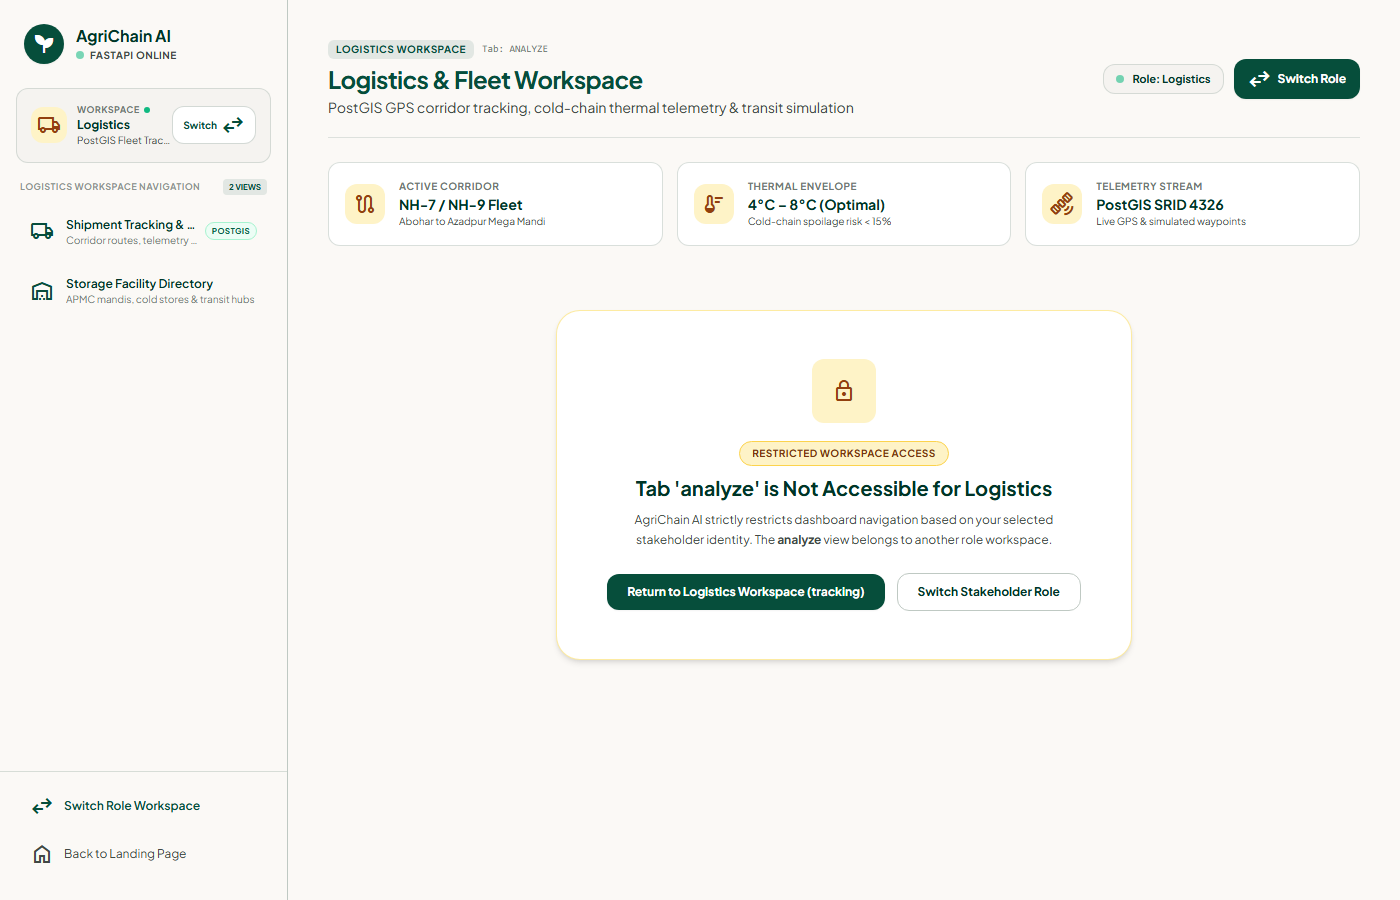 AgriChain AI
FASTAPI ONLINE
WORKSPACE
Logistics
PostGIS Fleet Trac...
Switch
LOGISTICS WORKSPACE NAVIGATION
2 VIEWS
Shipment Tracking & ...
Corridor routes, telemetry ...
POSTGIS
Storage Facility Directory
APMC mandis, cold stores & transit hubs
Switch Role Workspace
Back to Landing Page
LOGISTICS WORKSPACE
Tab: ANALYZE
Logistics & Fleet Workspace
PostGIS GPS corridor tracking, cold-chain thermal telemetry & transit simulation
Role: Logistics
Switch Role
ACTIVE CORRIDOR
NH-7 / NH-9 Fleet
Abohar to Azadpur Mega Mandi
THERMAL ENVELOPE
4°C – 8°C (Optimal)
Cold-chain spoilage risk < 15%
TELEMETRY STREAM
PostGIS SRID 4326
Live GPS & simulated waypoints
RESTRICTED WORKSPACE ACCESS
Tab 'analyze' is Not Accessible for Logistics
AgriChain AI strictly restricts dashboard navigation based on your selected
stakeholder identity. The analyze view belongs to another role workspace.
Return to Logistics Workspace (tracking)
Switch Stakeholder Role